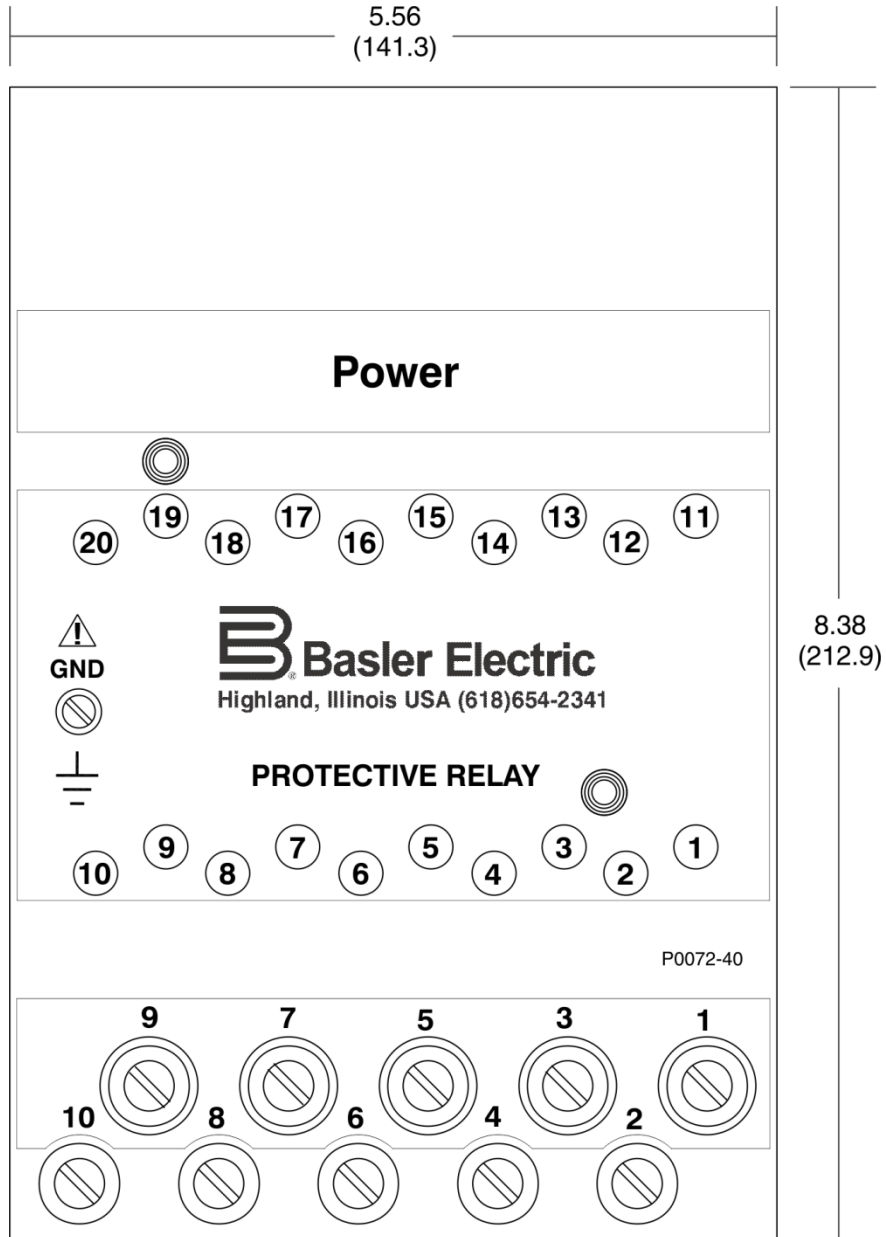 5.56
(141.3)
Power
19 17 15 13 11
20 18 16 14 12
8.38
(212.9)
GND
Basler Electric
®
Highland, Illinois USA (618)654-2341
PROTECTIVE RELAY
9 7 5 3 1
10 8 6 4 2
P0072-40
9 7 5 3 1
10 8 6 4 2